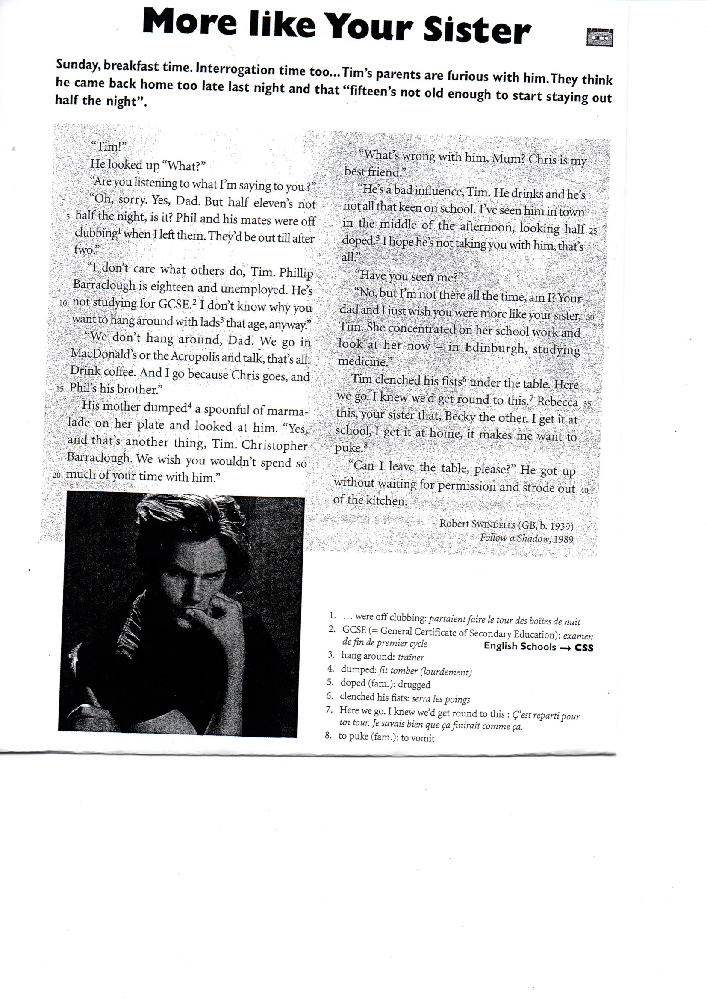 More like Your Sister
Sunday, breakfast time. Interrogation time too... Tim's parents are furious with him. They think
he came back home too late last night and that “fifteen's not old enough to start staying out
half the night”.
“Tim!”
He looked up “What?”
“Are you listening to what I'm saying to you?”
“Oh, sorry. Yes, Dad. But half eleven's not
5 half the night, is it? Phil and his mates were off
clubbing1 when I left them. They'd be out till after
two.”
“I don't care what others do, Tim. Phillip
Barraclough is eighteen and unemployed. He's
10 not studying for GCSE.2 I don't know why you
want to hang around with lads3 that age, anyway.”
“We don't hang around, Dad. We go in
MacDonald's or the Acropolis and talk, that's all.
Drink coffee. And I go because Chris goes, and
15 Phil's his brother.”
His mother dumped4 a spoonful of marma-
lade on her plate and looked at him. “Yes,
and that's another thing, Tim. Christopher
Barraclough. We wish you wouldn't spend so
20 much of your time with him.”
“What's wrong with him, Mum? Chris is my
best friend.”
“He's a bad influence, Tim. He drinks and he's
not all that keen on school. I've seen him in town
in the middle of the afternoon, looking half 25
doped.5 I hope he's not taking you with him, that's
all.”
“Have you seen me?”
“No, but I'm not there all the time, am I? Your
dad and I just wish you were more like your sister, 30
Tim. She concentrated on her school work and
look at her now – in Edinburgh, studying
medicine.”
Tim clenched his fists6 under the table. Here
we go. I knew we'd get round to this.7 Rebecca 35
this, your sister that, Becky the other. I get it at
school, I get it at home, it makes me want to
puke.8
“Can I leave the table, please?” He got up
without waiting for permission and strode out 40
of the kitchen.
Robert SWINDELLS (GB, b. 1939)
Follow a Shadow, 1989
1. ... were off clubbing: partaient faire le tour des boîtes de nuit
2. GCSE (= General Certificate of Secondary Education): examen
de fin de premier cycle English Schools → CSS
3. hang around: traîner
4. dumped: fit tomber (lourdement)
5. doped (fam.): drugged
6. clenched his fists: serra les poings
7. Here we go. I knew we'd get round to this : Ç'est reparti pour
un tour. Je savais bien que ça finirait comme ça.
8. to puke (fam.): to vomit